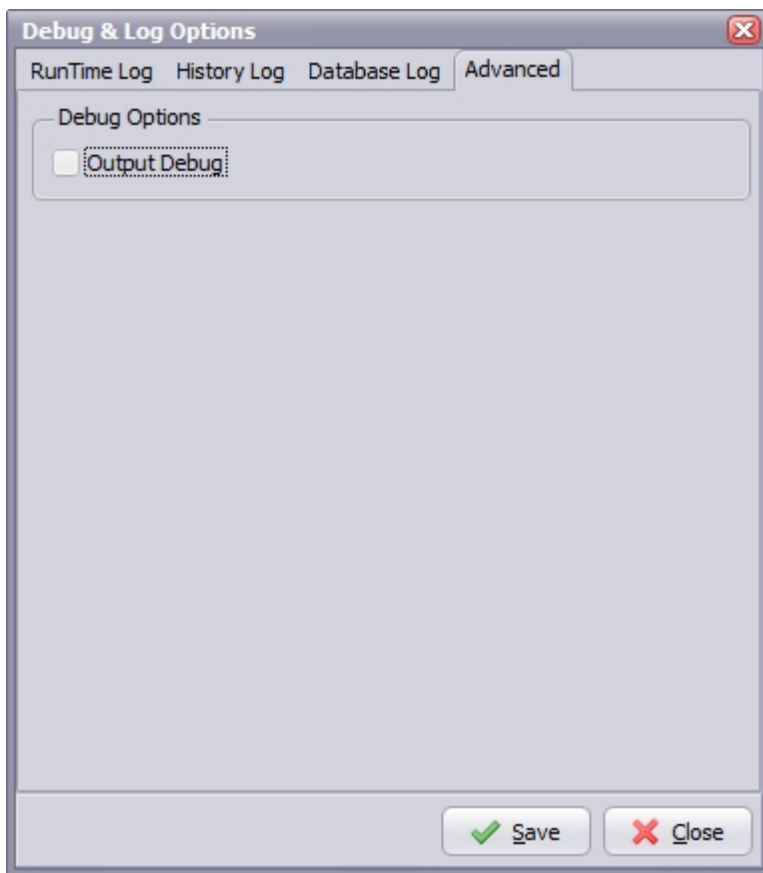 Debug & Log Options
RunTime Log History Log Database Log Advanced
Debug Options
Output Debug
Save Close